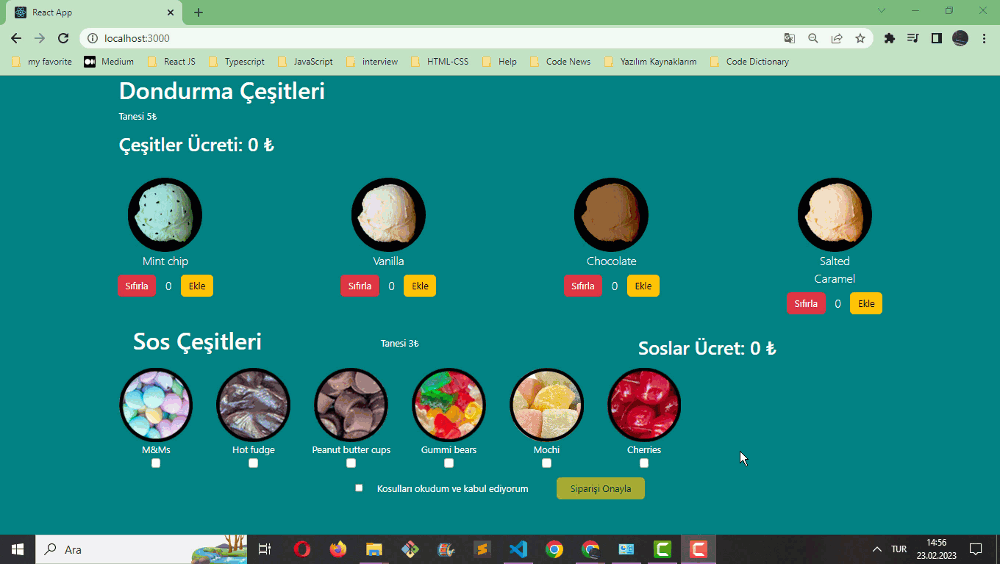 React App
localhost:3000
my favorite
Medium
React JS
Typescript
JavaScript
interview
HTML-CSS
Help
Code News
Yazılım Kaynaklarım
Code Dictionary
Dondurma Çeşitleri
Tanesi 5₺
Çeşitler Ücreti: 0 ₺
Mint chip
Sıfırla 0 Ekle
Vanilla
Sıfırla 0 Ekle
Chocolate
Sıfırla 0 Ekle
Salted
Caramel
Sıfırla 0 Ekle
Sos Çeşitleri
Tanesi 3₺
Soslar Ücret: 0 ₺
M&Ms
Hot fudge
Peanut butter cups
Gummi bears
Mochi
Cherries
Kosulları okudum ve kabul ediyorum
Siparişi Onayla
Ara
TUR
14:56
23.02.2023